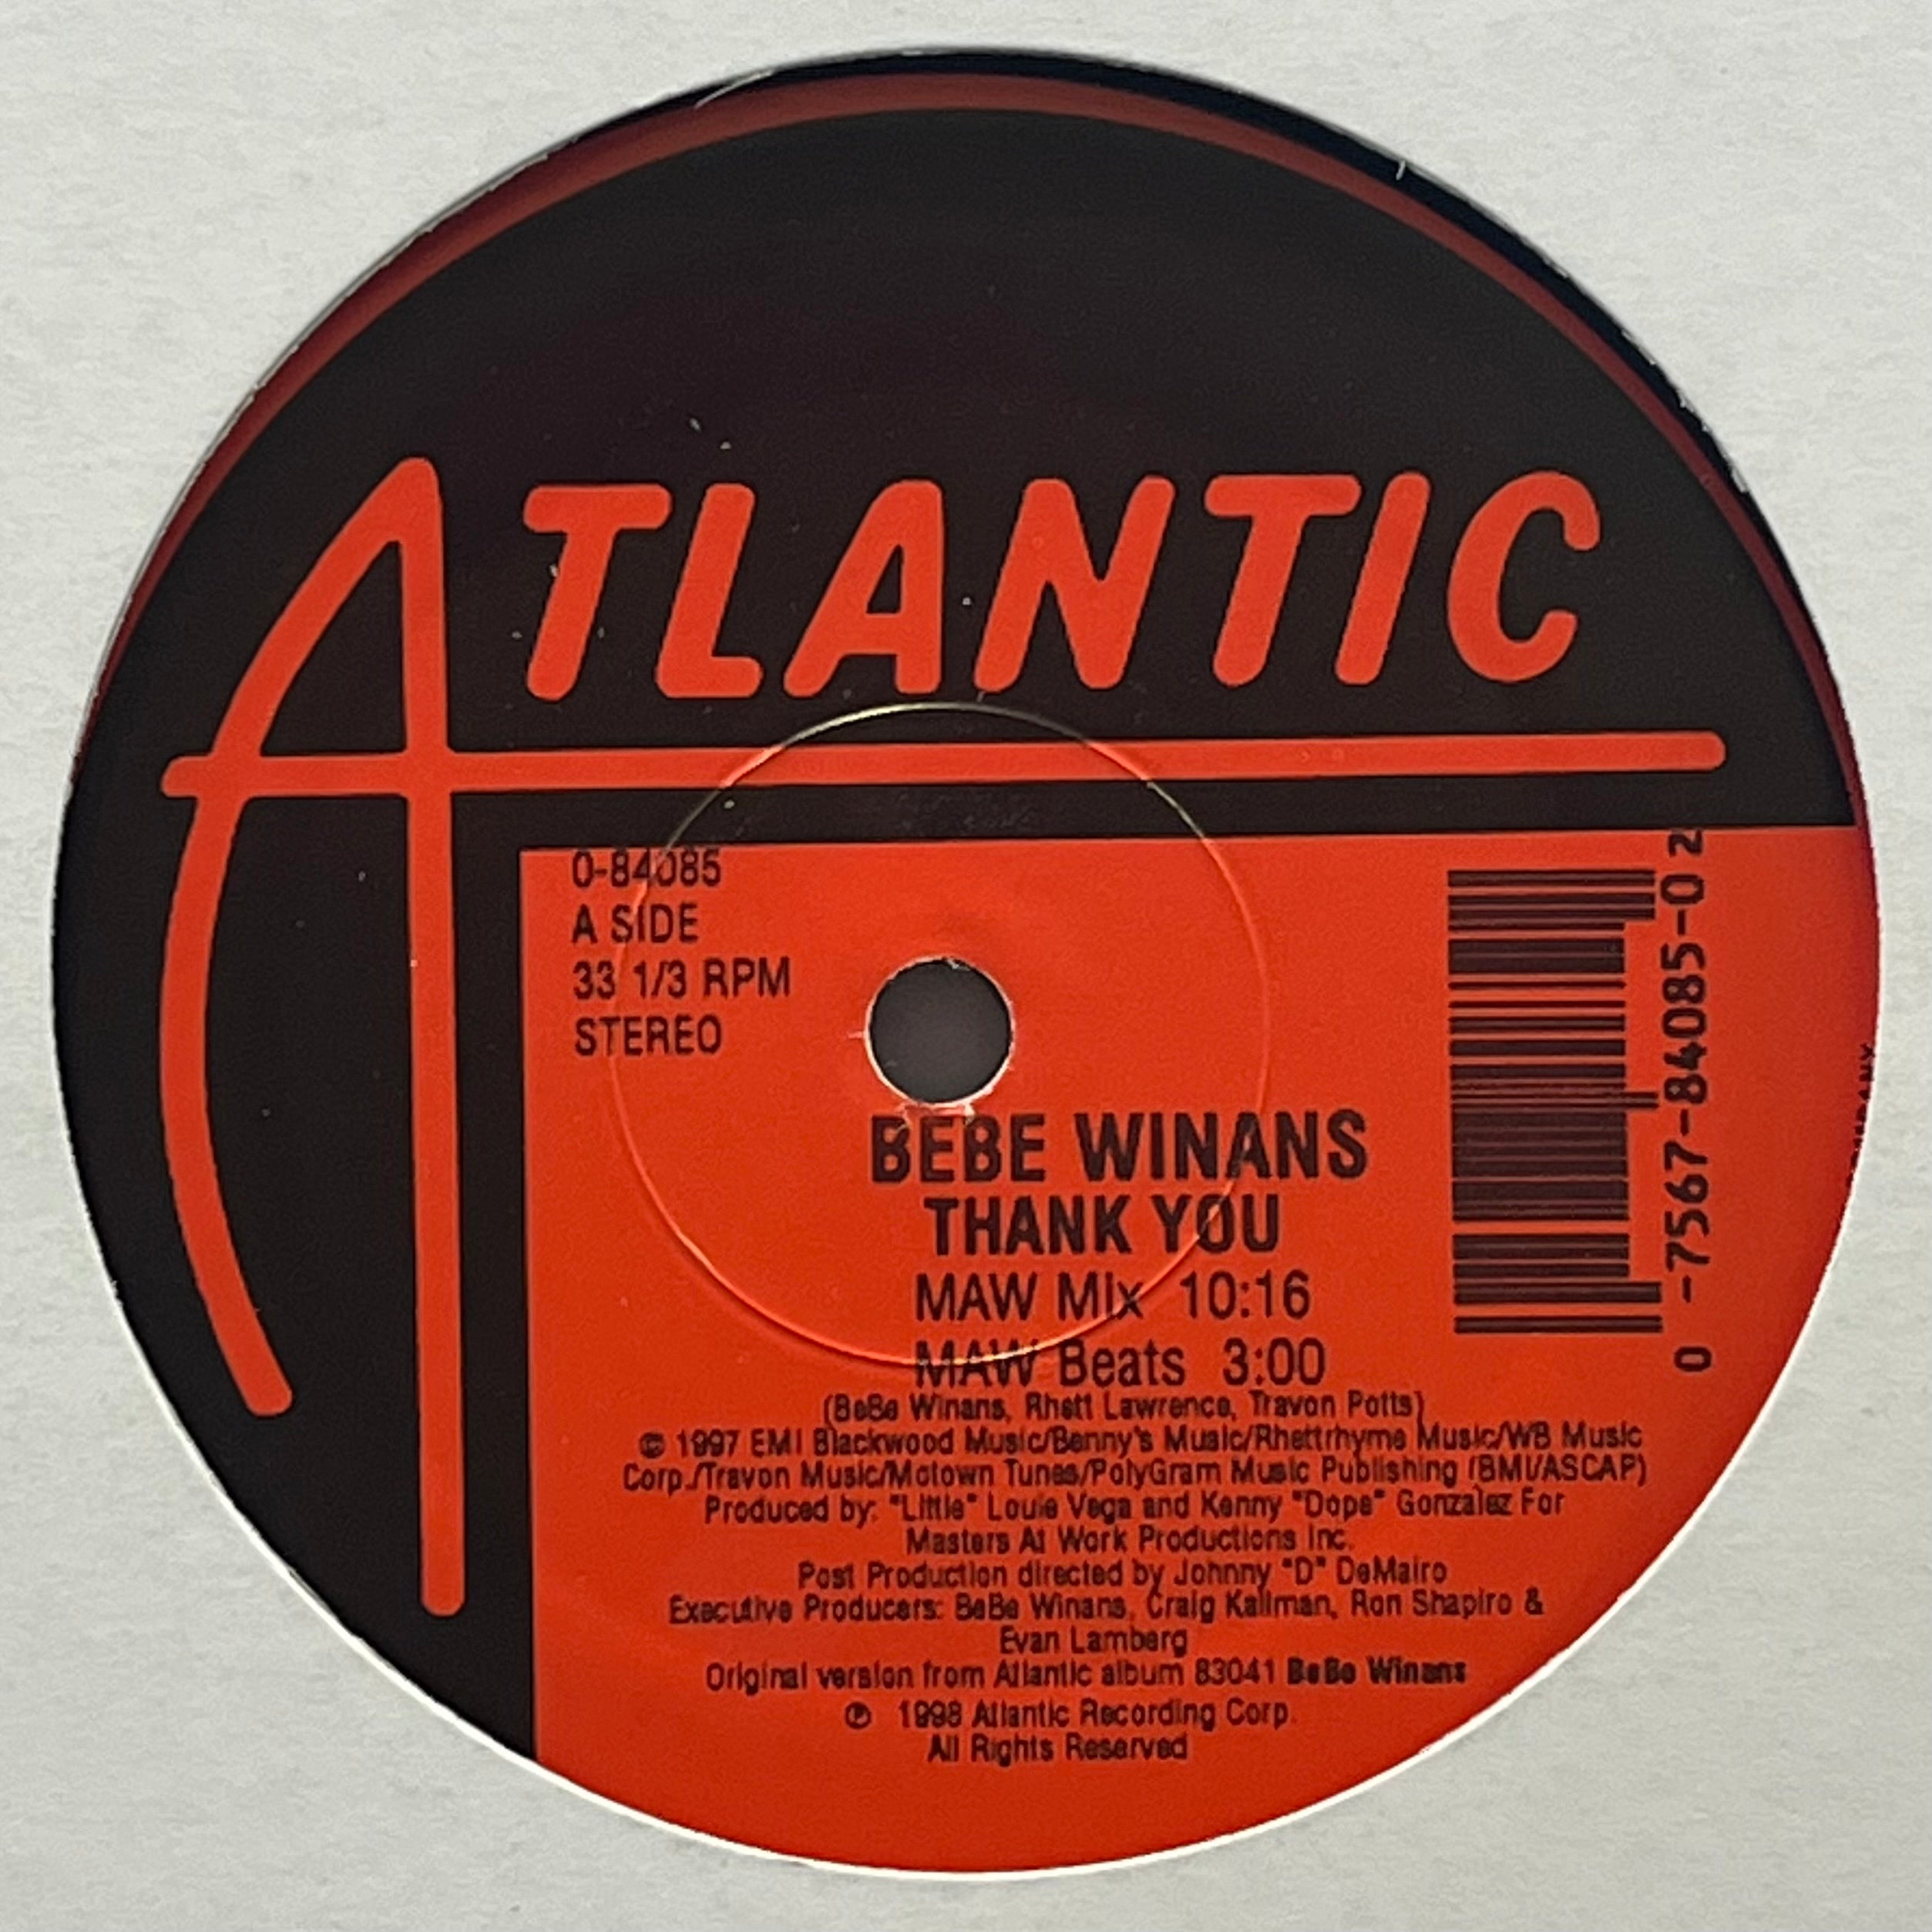 ATLANTIC
0-84085
A SIDE
33 1/3 RPM
STEREO
0-7567-84085-0 2
BEBE WINANS
THANK YOU
MAW MIx 10:16
MAW Beats 3:00
(BeBe Winans, Rhett Lawrence, Travon Potts)
© 1997 EMI Blackwood Music/Benny's Music/Rhettrhyme Music/WB Music
Corp./Travon Music/Motown Tunes/PolyGram Music Publishing (BMI/ASCAP)
Produced by: "Little" Louie Vega and Kenny "Dope" Gonzalez For
Masters At Work Productions Inc.
Post Production directed by Johnny "D" DeMairo
Executive Producers: BeBe Winans, Craig Kallman, Ron Shapiro &
Evan Lamberg
Original version from Atlantic album 83041 BeBe Winans
℗ 1998 Atlantic Recording Corp.
All Rights Reserved